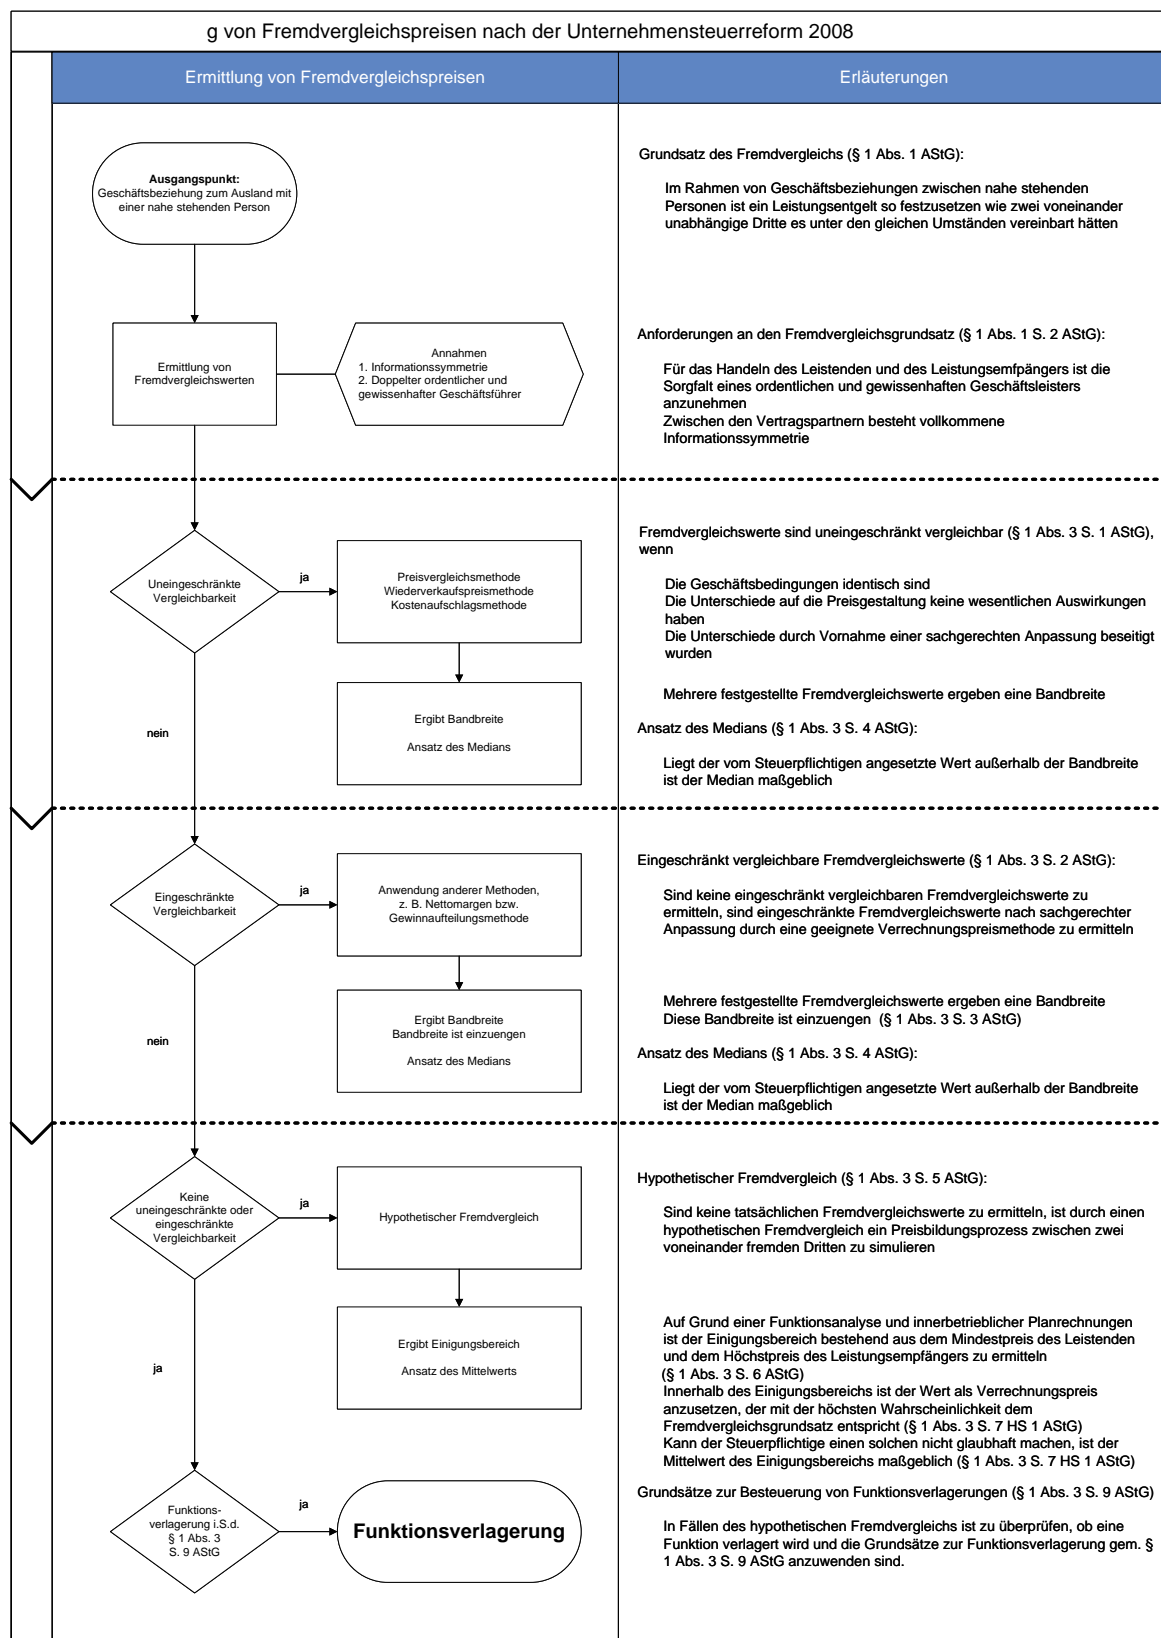 g von Fremdvergleichspreisen nach der Unternehmensteuerreform 2008
Ermittlung von Fremdvergleichspreisen
Erläuterungen
Ausgangspunkt:
Geschäftsbeziehung zum Ausland mit
einer nahe stehenden Person
Grundsatz des Fremdvergleichs (§ 1 Abs. 1 AStG):
Im Rahmen von Geschäftsbeziehungen zwischen nahe stehenden
Personen ist ein Leistungsentgelt so festzusetzen wie zwei voneinander
unabhängige Dritte es unter den gleichen Umständen vereinbart hätten
Ermittlung von
Fremdvergleichswerten
Annahmen
1. Informationssymmetrie
2. Doppelter ordentlicher und
gewissenhafter Geschäftsführer
Anforderungen an den Fremdvergleichsgrundsatz (§ 1 Abs. 1 S. 2 AStG):
Für das Handeln des Leistenden und des Leistungsemfpängers ist die
Sorgfalt eines ordentlichen und gewissenhaften Geschäftsleisters
anzunehmen
Zwischen den Vertragspartnern besteht vollkommene
Informationssymmetrie
Uneingeschränkte
Vergleichbarkeit
ja
Preisvergleichsmethode
Wiederverkaufspreismethode
Kostenaufschlagsmethode
Ergibt Bandbreite
Ansatz des Medians
nein
Fremdvergleichswerte sind uneingeschränkt vergleichbar (§ 1 Abs. 3 S. 1 AStG),
wenn
Die Geschäftsbedingungen identisch sind
Die Unterschiede auf die Preisgestaltung keine wesentlichen Auswirkungen
haben
Die Unterschiede durch Vornahme einer sachgerechten Anpassung beseitigt
wurden
Mehrere festgestellte Fremdvergleichswerte ergeben eine Bandbreite
Ansatz des Medians (§ 1 Abs. 3 S. 4 AStG):
Liegt der vom Steuerpflichtigen angesetzte Wert außerhalb der Bandbreite
ist der Median maßgeblich
Eingeschränkte
Vergleichbarkeit
ja
Anwendung anderer Methoden,
z. B. Nettomargen bzw.
Gewinnaufteilungsmethode
Ergibt Bandbreite
Bandbreite ist einzuengen
Ansatz des Medians
nein
Eingeschränkt vergleichbare Fremdvergleichswerte (§ 1 Abs. 3 S. 2 AStG):
Sind keine eingeschränkt vergleichbaren Fremdvergleichswerte zu
ermitteln, sind eingeschränkte Fremdvergleichswerte nach sachgerechter
Anpassung durch eine geeignete Verrechnungspreismethode zu ermitteln
Mehrere festgestellte Fremdvergleichswerte ergeben eine Bandbreite
Diese Bandbreite ist einzuengen (§ 1 Abs. 3 S. 3 AStG)
Ansatz des Medians (§ 1 Abs. 3 S. 4 AStG):
Liegt der vom Steuerpflichtigen angesetzte Wert außerhalb der Bandbreite
ist der Median maßgeblich
Keine
uneingeschränkte oder
eingeschränkte
Vergleichbarkeit
ja
Hypothetischer Fremdvergleich
Ergibt Einigungsbereich
Ansatz des Mittelwerts
ja
Hypothetischer Fremdvergleich (§ 1 Abs. 3 S. 5 AStG):
Sind keine tatsächlichen Fremdvergleichswerte zu ermitteln, ist durch einen
hypothetischen Fremdvergleich ein Preisbildungsprozess zwischen zwei
voneinander fremden Dritten zu simulieren
Auf Grund einer Funktionsanalyse und innerbetrieblicher Planrechnungen
ist der Einigungsbereich bestehend aus dem Mindestpreis des Leistenden
und dem Höchstpreis des Leistungsempfängers zu ermitteln
(§ 1 Abs. 3 S. 6 AStG)
Innerhalb des Einigungsbereichs ist der Wert als Verrechnungspreis
anzusetzen, der mit der höchsten Wahrscheinlichkeit dem
Fremdvergleichsgrundsatz entspricht (§ 1 Abs. 3 S. 7 HS 1 AStG)
Kann der Steuerpflichtige einen solchen nicht glaubhaft machen, ist der
Mittelwert des Einigungsbereichs maßgeblich (§ 1 Abs. 3 S. 7 HS 1 AStG)
Funktions-
verlagerung i.S.d.
§ 1 Abs. 3
S. 9 AStG
ja
Funktionsverlagerung
Grundsätze zur Besteuerung von Funktionsverlagerungen (§ 1 Abs. 3 S. 9 AStG)
In Fällen des hypothetischen Fremdvergleichs ist zu überprüfen, ob eine
Funktion verlagert wird und die Grundsätze zur Funktionsverlagerung gem. §
1 Abs. 3 S. 9 AStG anzuwenden sind.